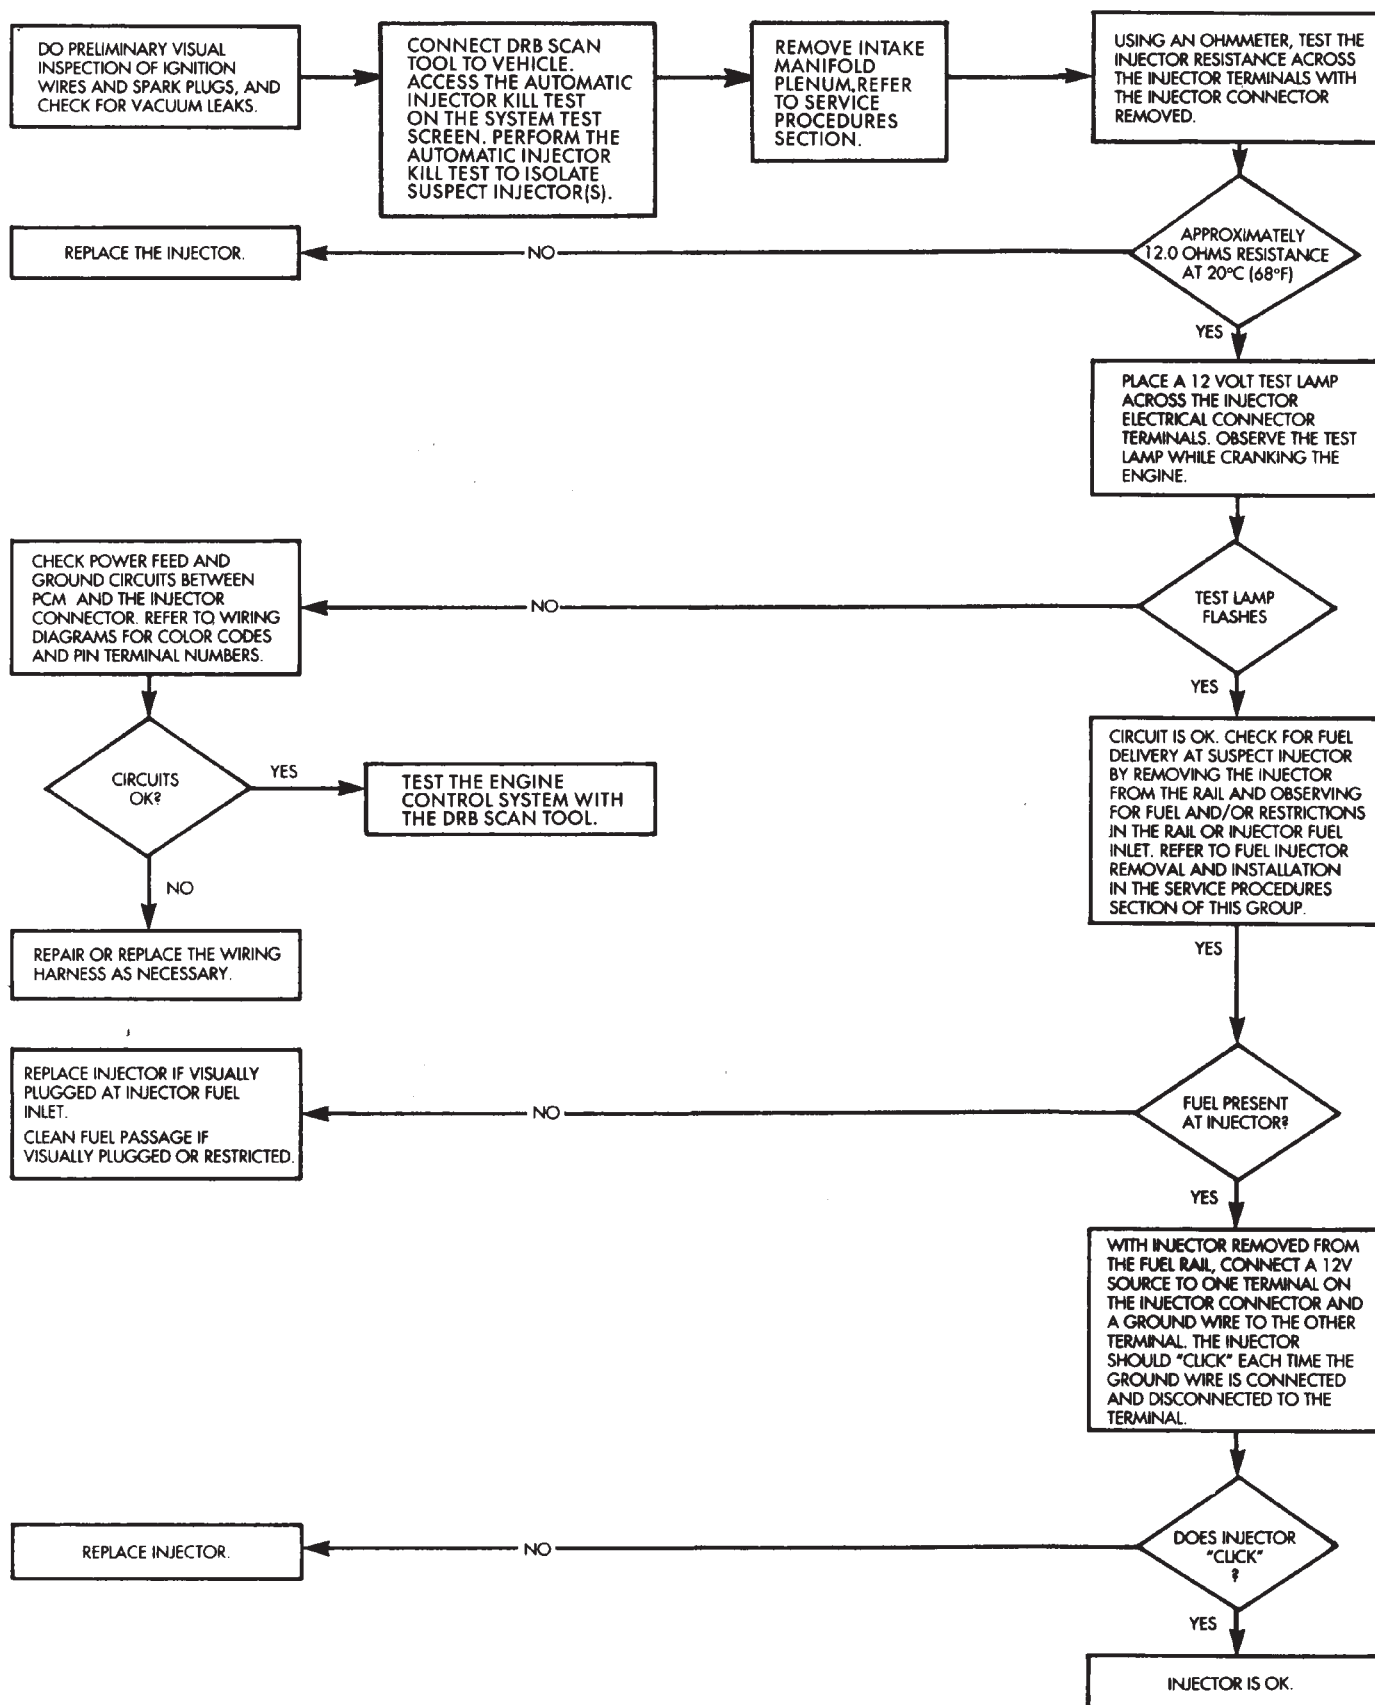 DO PRELIMINARY VISUAL
INSPECTION OF IGNITION
WIRES AND SPARK PLUGS, AND
CHECK FOR VACUUM LEAKS.
CONNECT DRB SCAN
TOOL TO VEHICLE.
ACCESS THE AUTOMATIC
INJECTOR KILL TEST
ON THE SYSTEM TEST
SCREEN. PERFORM THE
AUTOMATIC INJECTOR
KILL TEST TO ISOLATE
SUSPECT INJECTOR(S).
REMOVE INTAKE
MANIFOLD
PLENUM.REFER
TO SERVICE
PROCEDURES
SECTION.
USING AN OHMMETER, TEST THE
INJECTOR RESISTANCE ACROSS
THE INJECTOR TERMINALS WITH
THE INJECTOR CONNECTOR
REMOVED.
APPROXIMATELY
12.0 OHMS RESISTANCE
AT 20°C (68°F)
NO
REPLACE THE INJECTOR.
YES
PLACE A 12 VOLT TEST LAMP
ACROSS THE INJECTOR
ELECTRICAL CONNECTOR
TERMINALS. OBSERVE THE TEST
LAMP WHILE CRANKING THE
ENGINE.
TEST LAMP
FLASHES
NO
CHECK POWER FEED AND
GROUND CIRCUITS BETWEEN
PCM AND THE INJECTOR
CONNECTOR. REFER TO WIRING
DIAGRAMS FOR COLOR CODES
AND PIN TERMINAL NUMBERS.
CIRCUITS
OK?
YES
TEST THE ENGINE
CONTROL SYSTEM WITH
THE DRB SCAN TOOL.
NO
REPAIR OR REPLACE THE WIRING
HARNESS AS NECESSARY.
YES
CIRCUIT IS OK. CHECK FOR FUEL
DELIVERY AT SUSPECT INJECTOR
BY REMOVING THE INJECTOR
FROM THE RAIL AND OBSERVING
FOR FUEL AND/OR RESTRICTIONS
IN THE RAIL OR INJECTOR FUEL
INLET. REFER TO FUEL INJECTOR
REMOVAL AND INSTALLATION
IN THE SERVICE PROCEDURES
SECTION OF THIS GROUP.
YES
FUEL PRESENT
AT INJECTOR?
NO
REPLACE INJECTOR IF VISUALLY
PLUGGED AT INJECTOR FUEL
INLET.
CLEAN FUEL PASSAGE IF
VISUALLY PLUGGED OR RESTRICTED.
YES
WITH INJECTOR REMOVED FROM
THE FUEL RAIL, CONNECT A 12V
SOURCE TO ONE TERMINAL ON
THE INJECTOR CONNECTOR AND
A GROUND WIRE TO THE OTHER
TERMINAL. THE INJECTOR
SHOULD "CLICK" EACH TIME THE
GROUND WIRE IS CONNECTED
AND DISCONNECTED TO THE
TERMINAL.
DOES INJECTOR
"CLICK"
?
NO
REPLACE INJECTOR.
YES
INJECTOR IS OK.